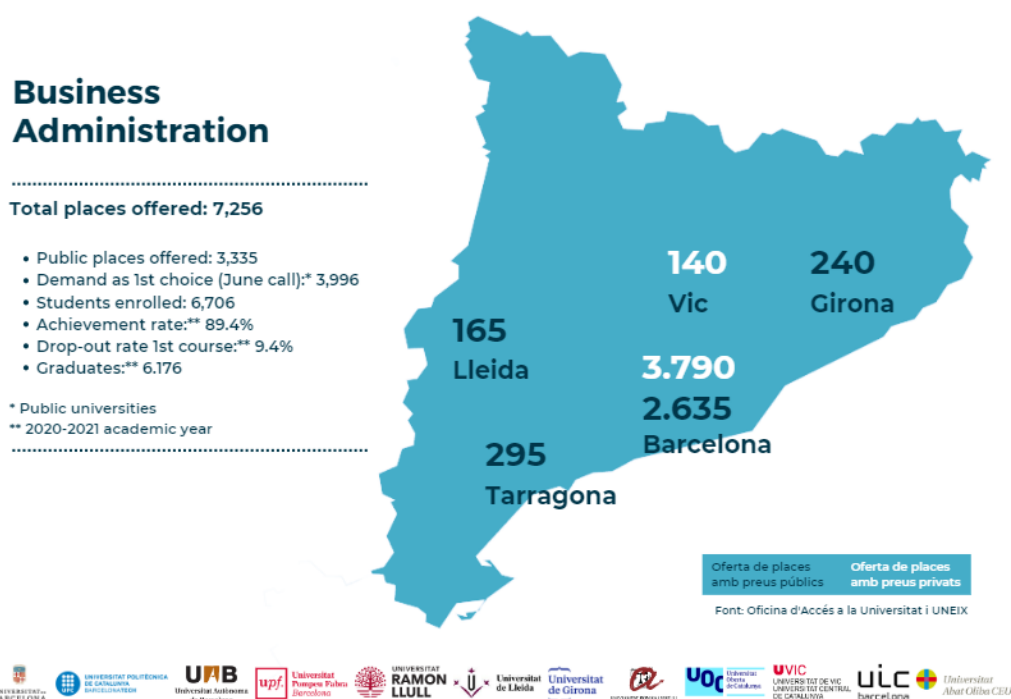 Business
Administration
Total places offered: 7,256
• Public places offered: 3,335
• Demand as 1st choice (June call):* 3,996
• Students enrolled: 6,706
• Achievement rate:** 89.4%
• Drop-out rate 1st course:** 9.4%
• Graduates:** 6.176
* Public universities
** 2020-2021 academic year
140
Vic
240
Girona
165
Lleida
3.790
2.635
Barcelona
295
Tarragona
Oferta de places
amb preus públics
Oferta de places
amb preus privats
Font: Oficina d'Accés a la Universitat i UNEIX
UPC
UNIVERSITAT POLITÈCNICA
DE CATALUNYA
BARCELONATECH
UAB
Universitat Autònoma
upf.
Universitat
Pompeu Fabra
Barcelona
UNIVERSITAT
RAMON
LLULL
Universitat
de Lleida
Universitat
de Girona
UOC
Universitat
Oberta
de Catalunya
UVIC
UNIVERSITAT DE VIC
UNIVERSITAT CENTRAL
DE CATALUNYA
uic
barcelona
Universitat
Abat Oliba CEU